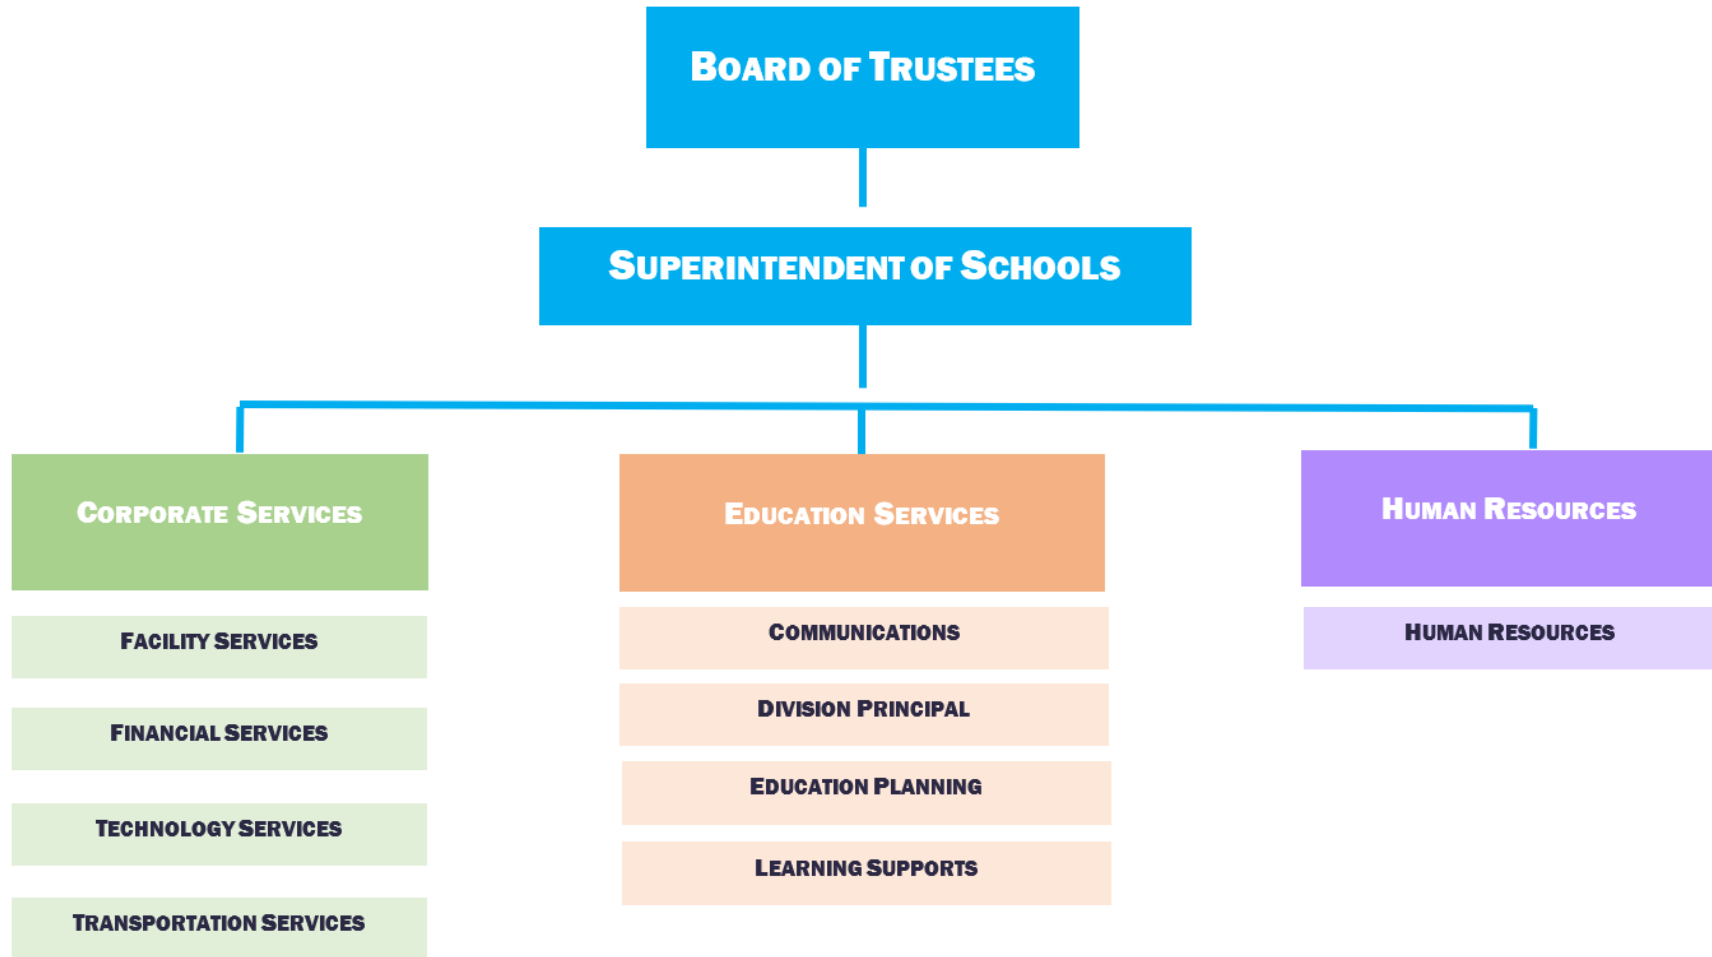 BOARD OF TRUSTEES
SUPERINTENDENT OF SCHOOLS
CORPORATE SERVICES
FACILITY SERVICES
FINANCIAL SERVICES
TECHNOLOGY SERVICES
TRANSPORTATION SERVICES
EDUCATION SERVICES
COMMUNICATIONS
DIVISION PRINCIPAL
EDUCATION PLANNING
LEARNING SUPPORTS
HUMAN RESOURCES
HUMAN RESOURCES